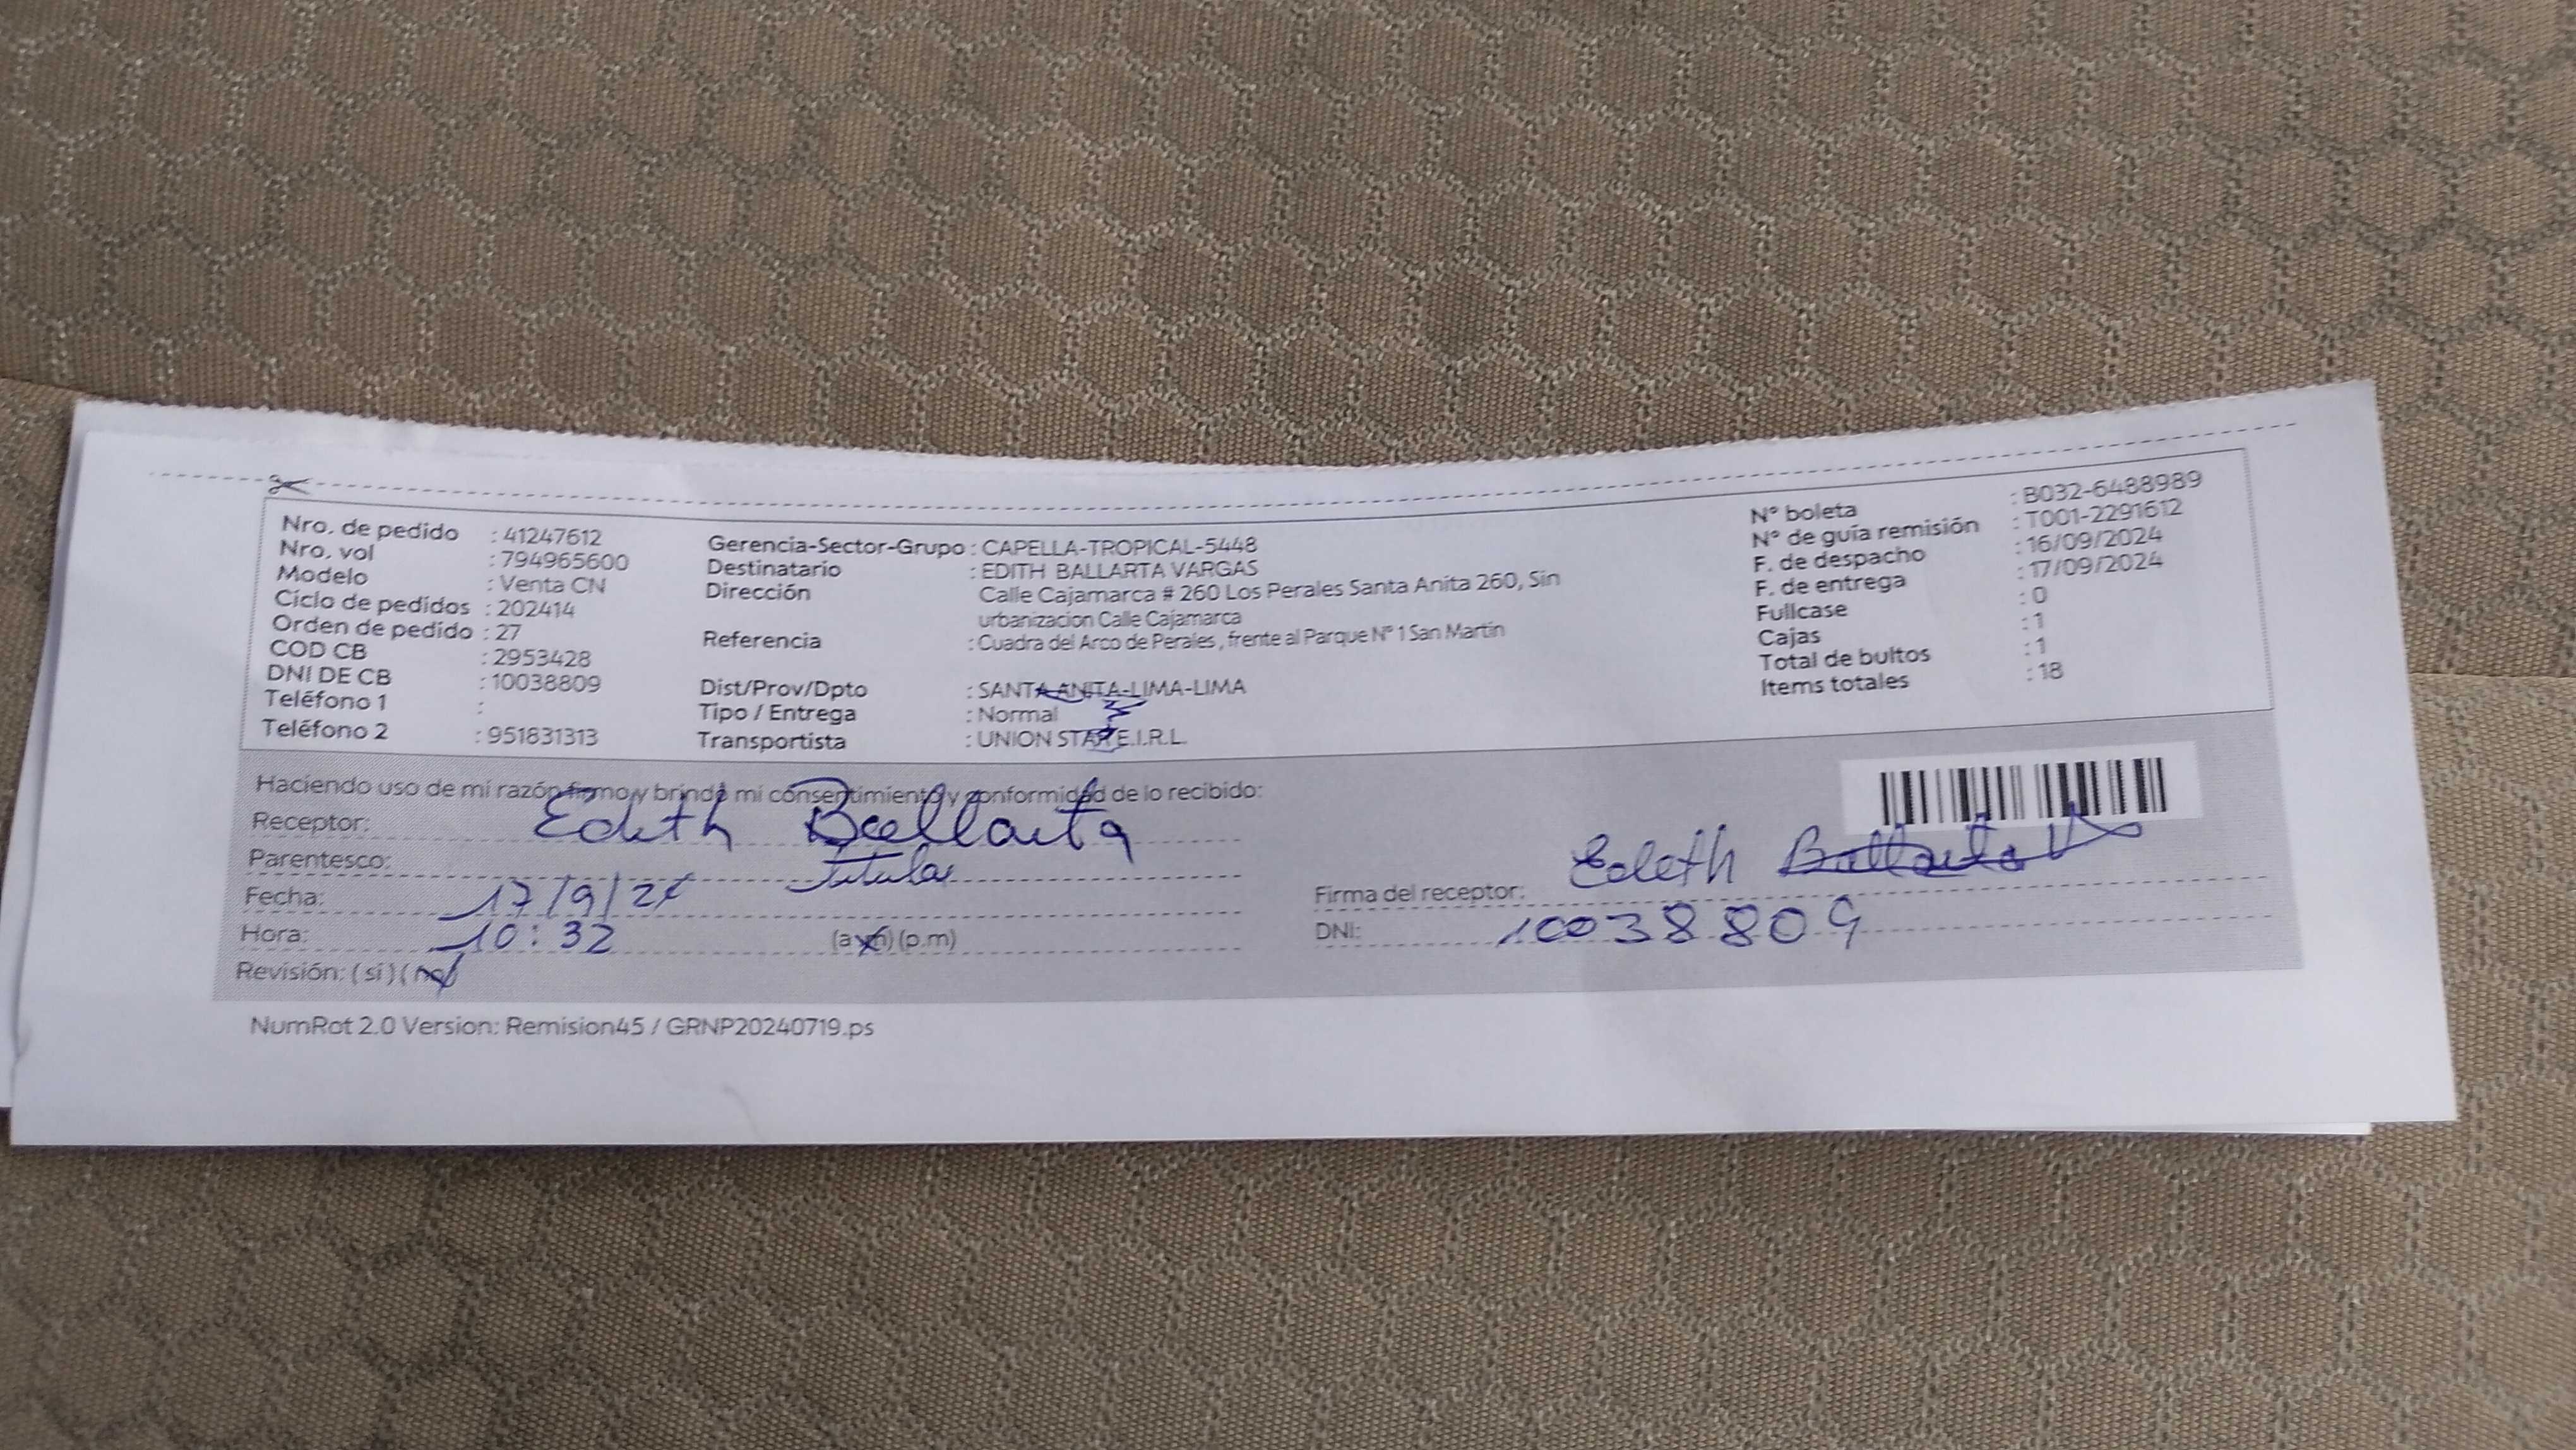 Nro. de pedido : 41247612
Nro. vol : 794965600
Modelo : Venta CN
Ciclo de pedidos : 202414
Orden de pedido : 27
COD CB : 2953428
DNI DE CB : 10038809
Teléfono 1 :
Teléfono 2 : 951831313
Gerencia-Sector-Grupo : CAPELLA-TROPICAL-5448
Destinatario : EDITH BALLARTA VARGAS
Dirección Calle Cajamarca # 260 Los Perales Santa Anita 260, Sin
urbanizacion Calle Cajamarca
Referencia : Cuadra del Arco de Perales , frente al Parque N° 1 San Martin
Dist/Prov/Dpto : SANTA ANITA-LIMA-LIMA
Tipo / Entrega : Normal
Transportista : UNION STAR E.I.R.L.
N° boleta : B032-6488989
N° de guía remisión : T001-2291612
F. de despacho : 16/09/2024
F. de entrega : 17/09/2024
Fullcase : 0
Cajas : 1
Total de bultos : 1
Items totales : 18
Haciendo uso de mi razón firmo y brindo mi consentimiento y conformidad de lo recibido:
Receptor: Edith Ballarta
Parentesco: Titular
Fecha: 17/9/24
Hora: 10:32 (a.m) (p.m)
Revisión: (si) (no)
Firma del receptor: Edith Ballarta V
DNI: 10038809
NumRot 2.0 Version: Remision45 / GRNP20240719.ps